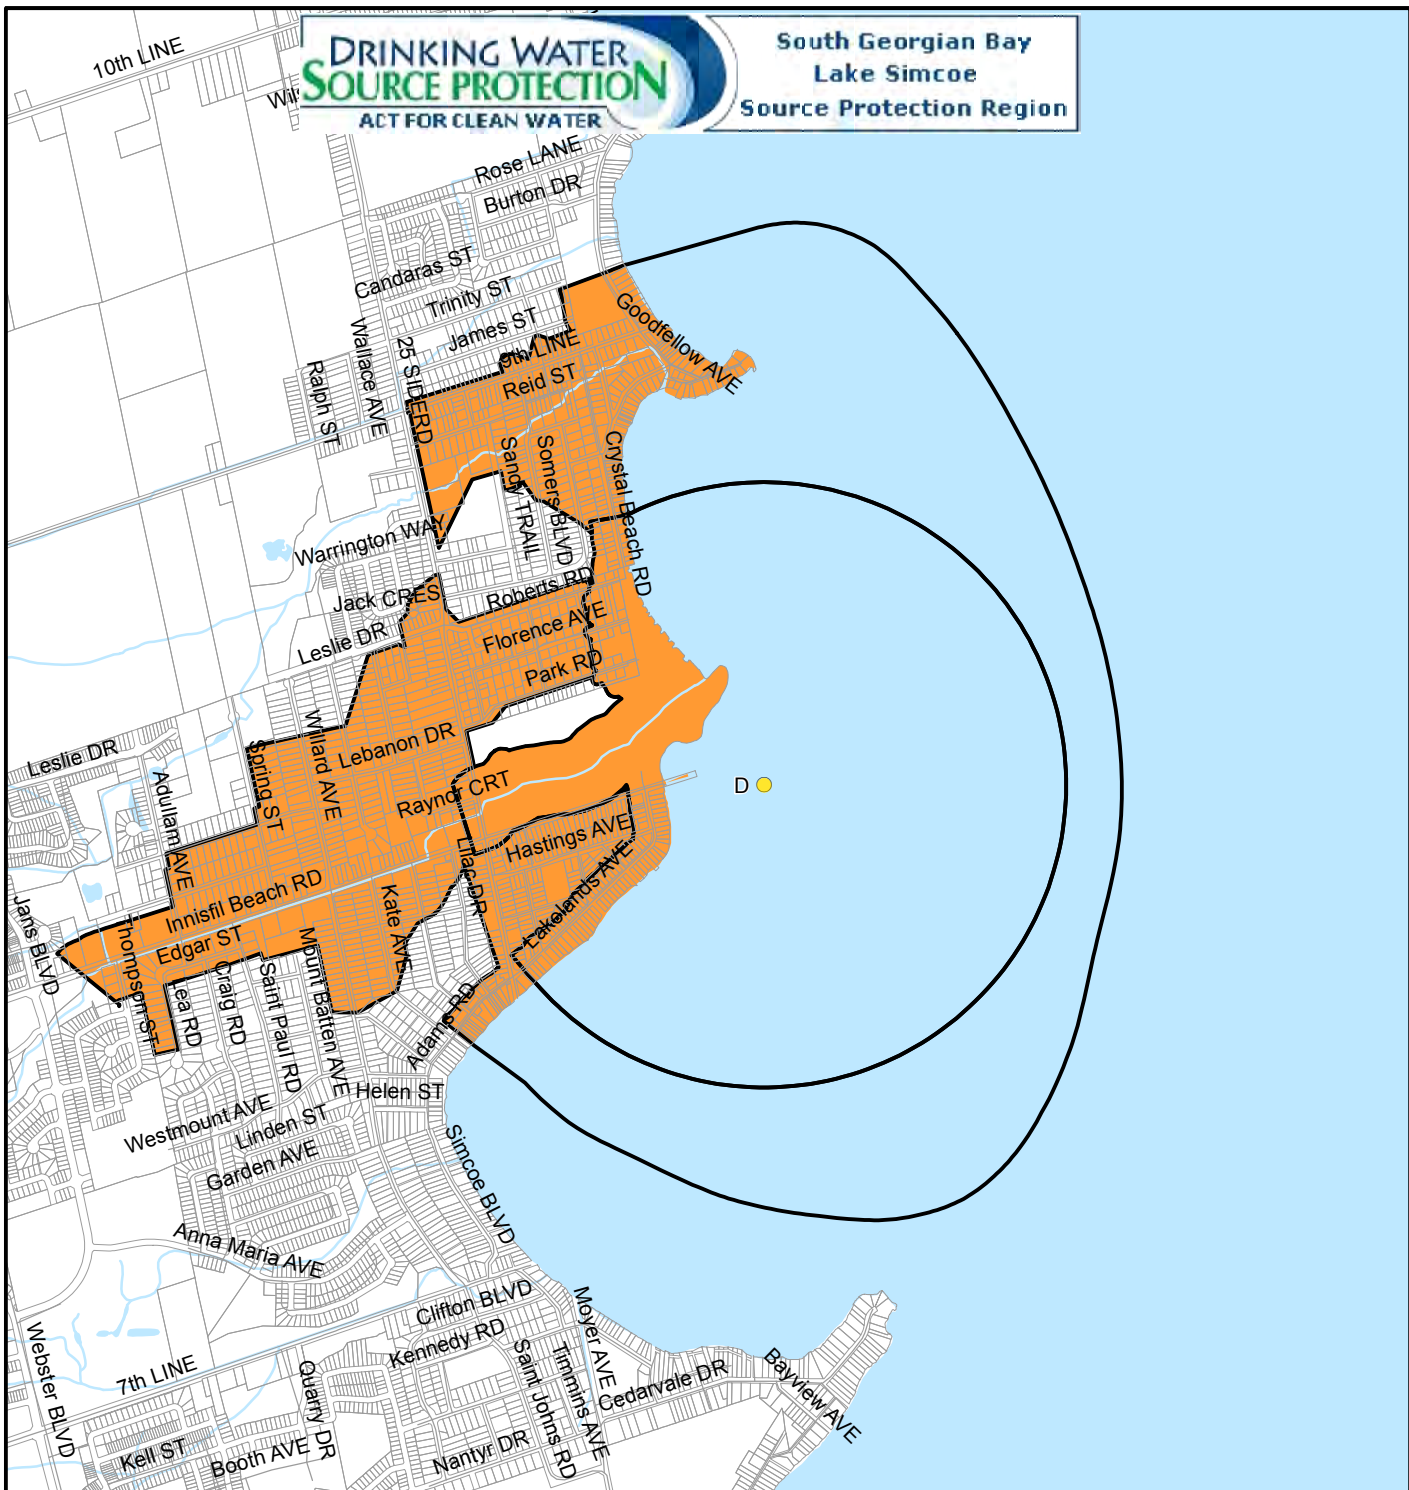 10th LINE
DRINKING WATER
SOURCE PROTECTION
ACT FOR CLEAN WATER
South Georgian Bay
Lake Simcoe
Source Protection Region
Rose LANE
Burton DR
Candaras ST
Trinity ST
James ST
Goodfellow AVE
Wallace AVE
25 SIDERD
9th LINE
Reid ST
Ralph ST
Sandy TRAIL
Somers BLVD
Crystal Beach RD
Warrington WAY
Jack CRES
Roberts RD
Leslie DR
Florence AVE
Park RD
Willard AVE
Lebanon DR
Leslie DR
Spring ST
Adullam AVE
Raynor CRT
D
Hastings AVE
Lilac DR
Lakelands AVE
Innisfil Beach RD
Kate AVE
Jans BLVD
Thompson ST
Edgar ST
Mount Batten AVE
Lea RD
Craig RD
Saint Paul RD
Adams RD
Helen ST
Westmount AVE
Linden ST
Garden AVE
Simcoe BLVD
Anna Maria AVE
Clifton BLVD
Moyer AVE
Kennedy RD
Webster BLVD
7th LINE
Quarry DR
Saint Johns RD
Timmins AVE
Cedarvale DR
Bayview AVE
Kell ST
Booth AVE
Nantyr DR